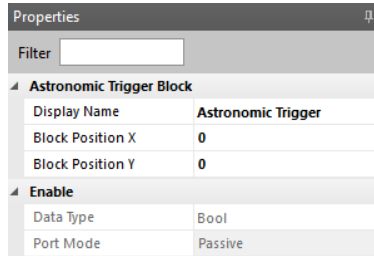 Properties
Filter
Astronomic Trigger Block
Display Name Astronomic Trigger
Block Position X 0
Block Position Y 0
Enable
Data Type Bool
Port Mode Passive